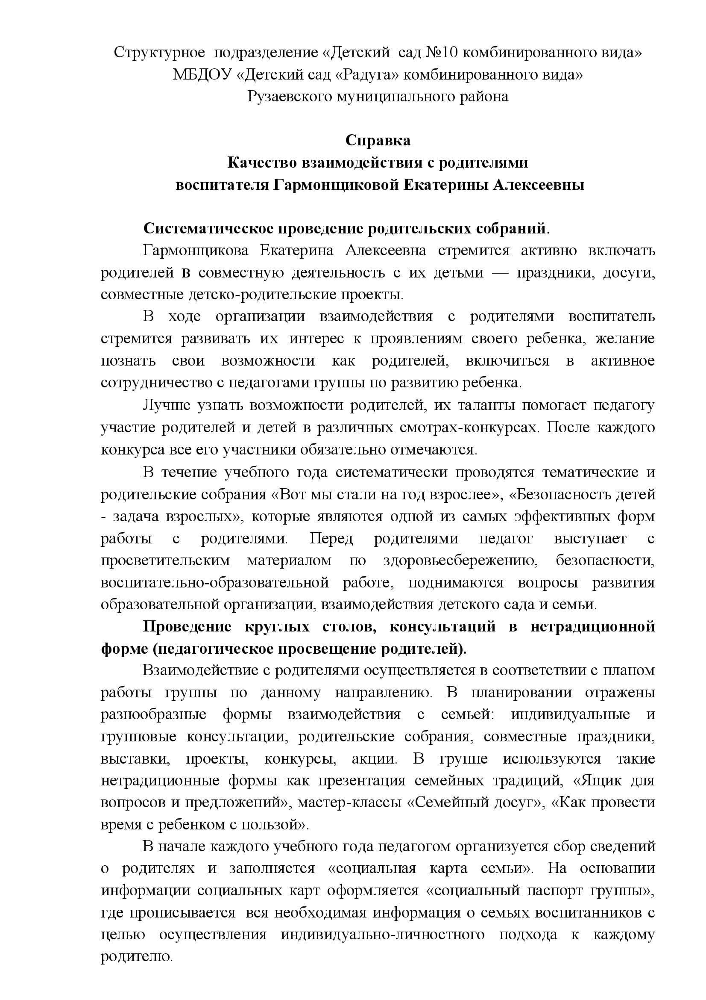 Структурное подразделение «Детский сад №10 комбинированного вида»
МБДОУ «Детский сад «Радуга» комбинированного вида»
Рузаевского муниципального района
Справка
Качество взаимодействия с родителями
воспитателя Гармонщиковой Екатерины Алексеевны
Систематическое проведение родительских собраний.
Гармонщикова Екатерина Алексеевна стремится активно включать
родителей в совместную деятельность с их детьми — праздники, досуги,
совместные детско-родительские проекты.
В ходе организации взаимодействия с родителями воспитатель
стремится развивать их интерес к проявлениям своего ребенка, желание
познать свои возможности как родителей, включиться в активное
сотрудничество с педагогами группы по развитию ребенка.
Лучше узнать возможности родителей, их таланты помогает педагогу
участие родителей и детей в различных смотрах-конкурсах. После каждого
конкурса все его участники обязательно отмечаются.
В течение учебного года систематически проводятся тематические и
родительские собрания «Вот мы стали на год взрослее», «Безопасность детей
- задача взрослых», которые являются одной из самых эффективных форм
работы с родителями. Перед родителями педагог выступает с
просветительским материалом по здоровьесбережению, безопасности,
воспитательно-образовательной работе, поднимаются вопросы развития
образовательной организации, взаимодействия детского сада и семьи.
Проведение круглых столов, консультаций в нетрадиционной
форме (педагогическое просвещение родителей).
Взаимодействие с родителями осуществляется в соответствии с планом
работы группы по данному направлению. В планировании отражены
разнообразные формы взаимодействия с семьей: индивидуальные и
групповые консультации, родительские собрания, совместные праздники,
выставки, проекты, конкурсы, акции. В группе используются такие
нетрадиционные формы как презентация семейных традиций, «Ящик для
вопросов и предложений», мастер-классы «Семейный досуг», «Как провести
время с ребенком с пользой».
В начале каждого учебного года педагогом организуется сбор сведений
о родителях и заполняется «социальная карта семьи». На основании
информации социальных карт оформляется «социальный паспорт группы»,
где прописывается вся необходимая информация о семьях воспитанников с
целью осуществления индивидуально-личностного подхода к каждому
родителю.